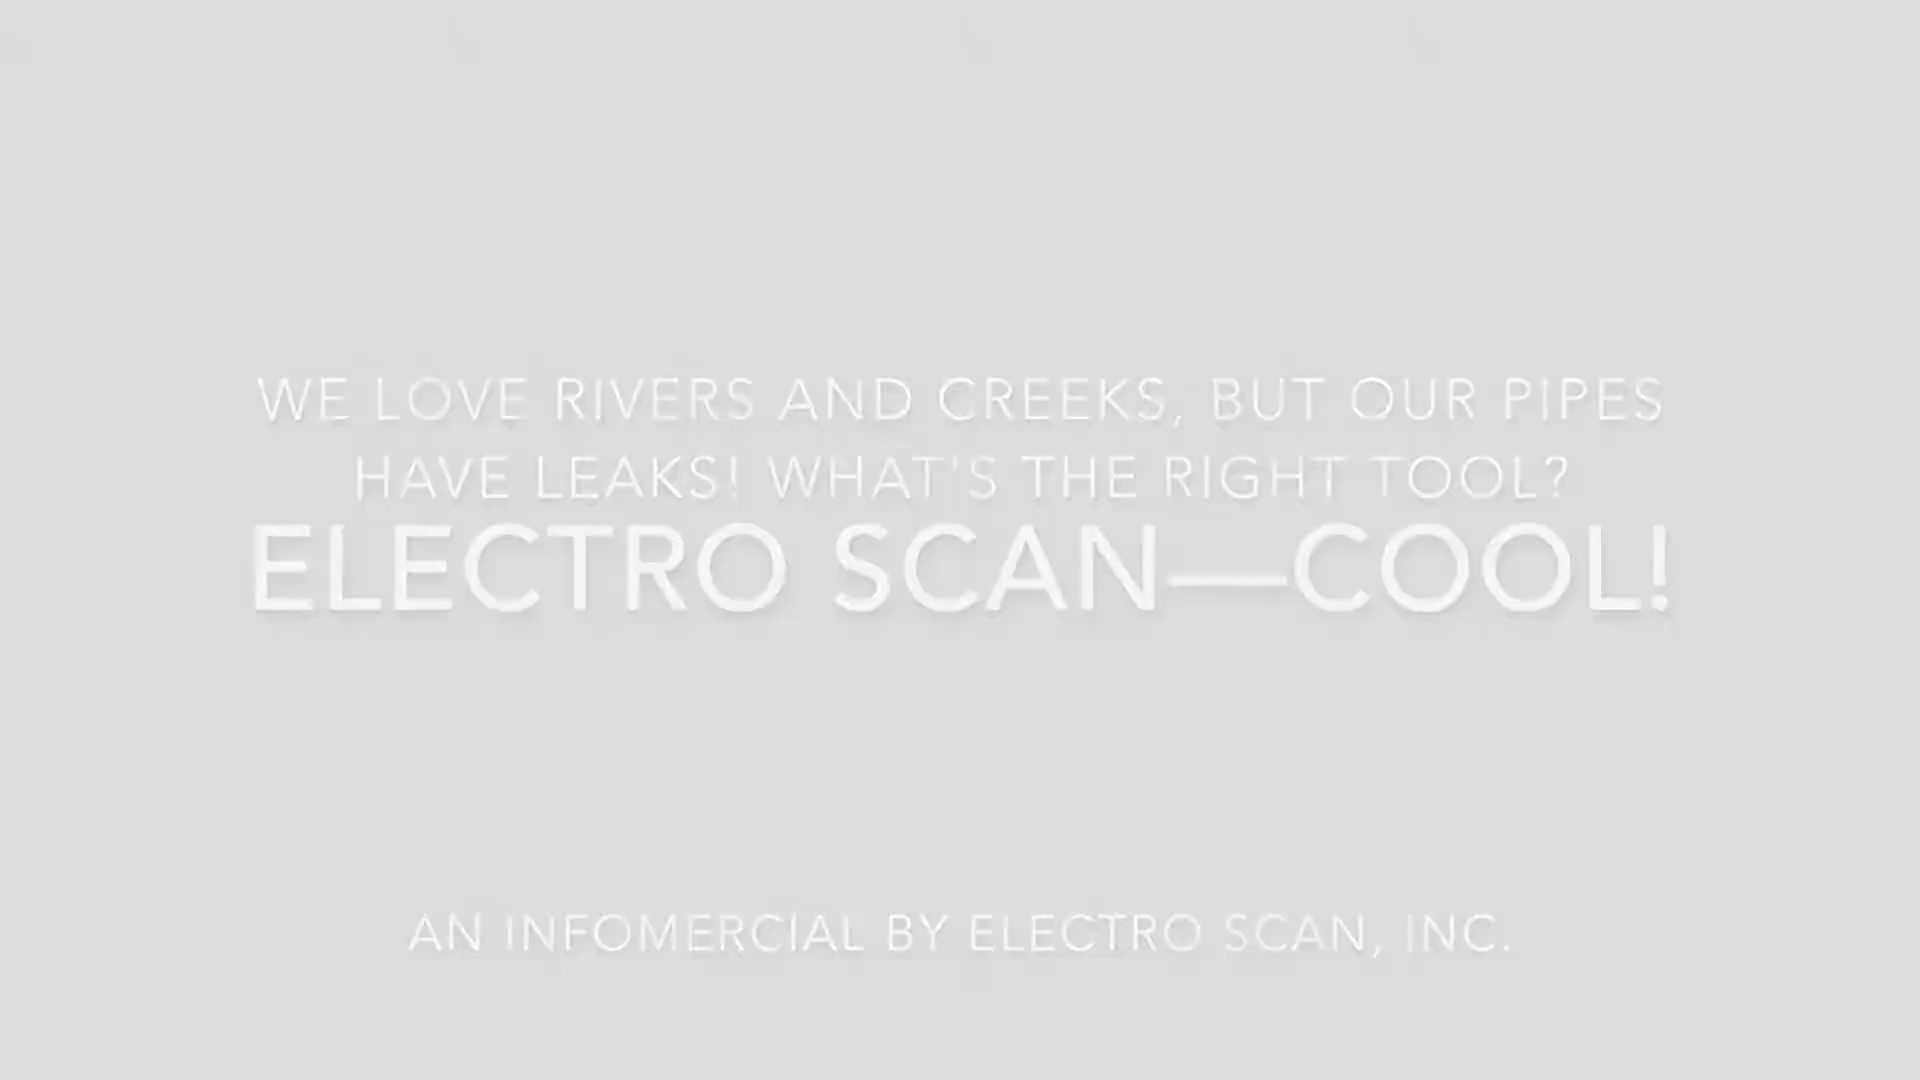 WE LOVE RIVERS AND CREEKS, BUT OUR PIPES
HAVE LEAKS! WHAT'S THE RIGHT TOOL?
ELECTRO SCAN—COOL!
AN INFOMERCIAL BY ELECTRO SCAN, INC.